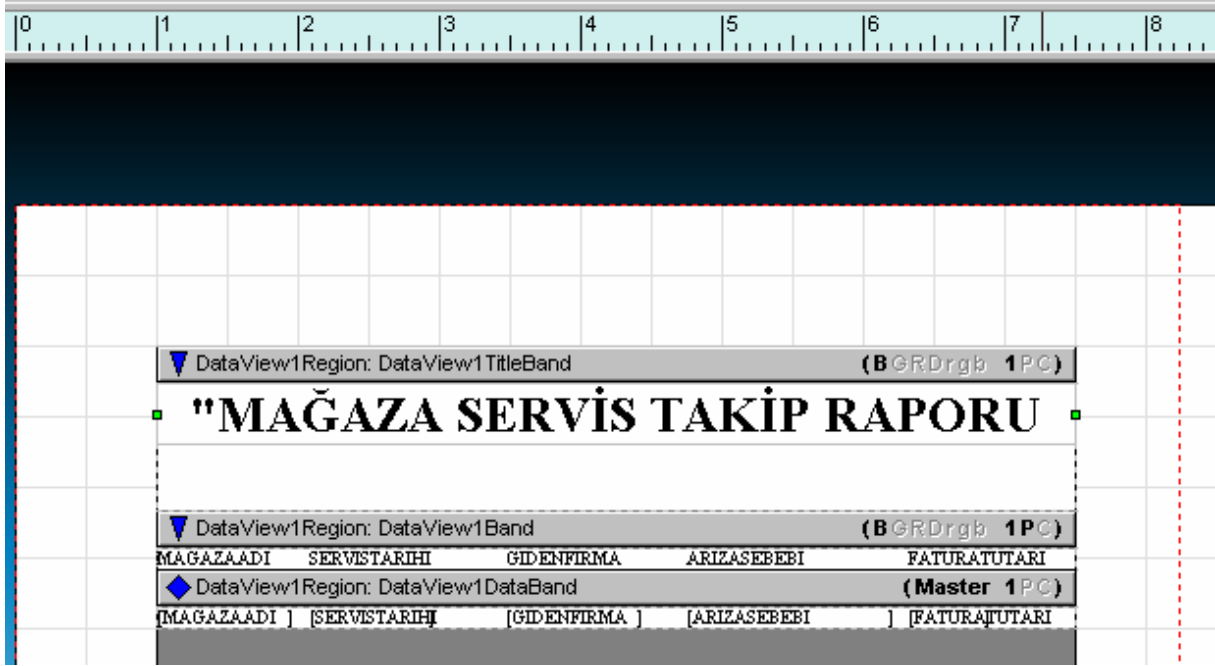 0 1 2 3 4 5 6 7 8
DataView1Region: DataView1TitleBand (BGRDrgb 1PC)
"MAĞAZA SERVİS TAKİP RAPORU
DataView1Region: DataView1Band (BGRDrgb 1PC)
MAGAZAADI SERVISTARIHI GIDENFIRMA ARIZASEBEBI FATURATUTARI
DataView1Region: DataView1DataBand (Master 1PC)
[MAGAZAADI ] [SERVISTARIHI [GIDENFIRMA ] [ARIZASEBEBI ] [FATURATUTARI